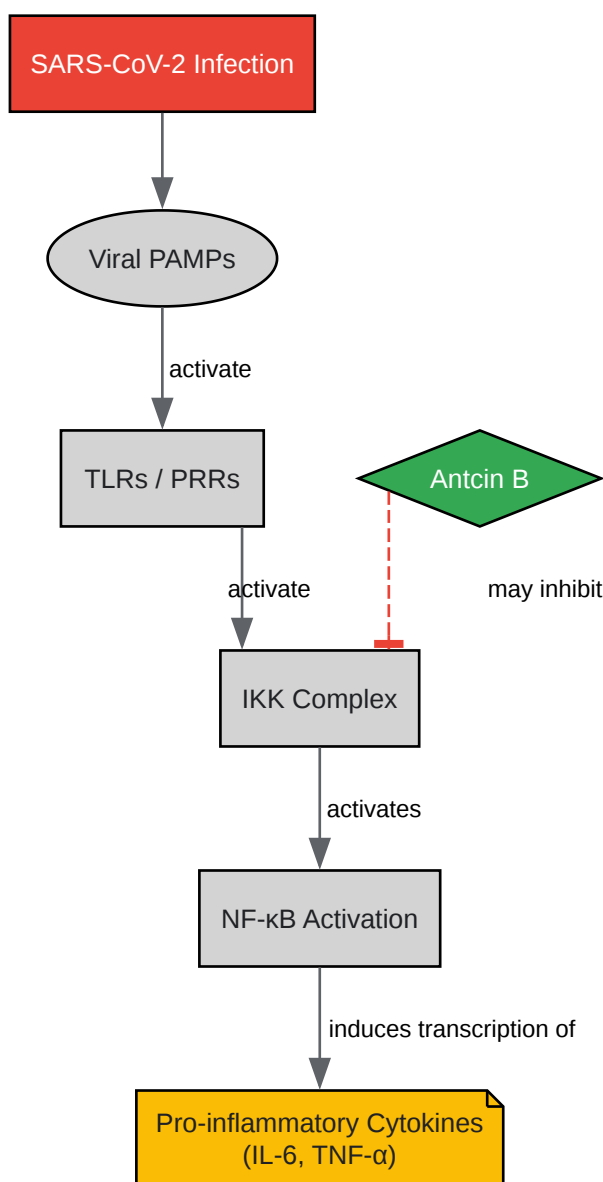 SARS-CoV-2 Infection
Viral PAMPs
activate
TLRs / PRRs
Antcin B
activate
may inhibit
IKK Complex
activates
NF-κB Activation
induces transcription of
Pro-inflammatory Cytokines
(IL-6, TNF-α)